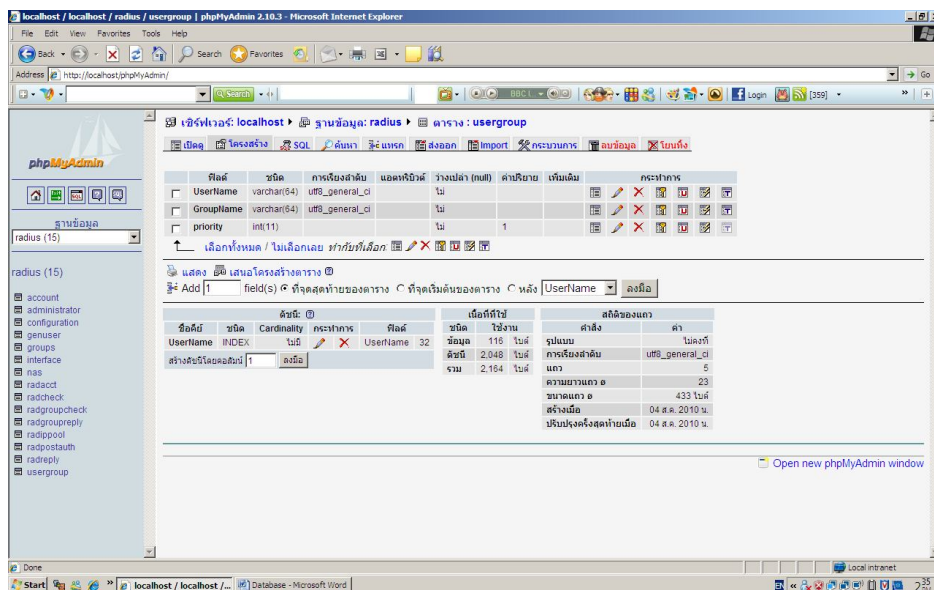 localhost / localhost / radius / usergroup | phpMyAdmin 2.10.3 - Microsoft Internet Explorer
File Edit View Favorites Tools Help
Back Search Favorites
Address http://localhost/phpMyAdmin/ Go
Search BBC 1 Login [359]
phpMyAdmin
ฐานข้อมูล
radius (15)
radius (15)
account
administrator
configuration
genuser
groups
interface
nas
radacct
radcheck
radgroupcheck
radgroupreply
radippool
radpostauth
radreply
usergroup
เซิร์ฟเวอร์: localhost ฐานข้อมูล: radius ตาราง : usergroup
เปิดดู โครงสร้าง SQL ค้นหา แทรก ส่งออก Import กระบวนการ ลบข้อมูล โยนทิ้ง
ฟิลด์ ชนิด การเรียงลำดับ แอตทริบิวต์ ว่างเปล่า (null) ค่าปริยาย เพิ่มเติม กระทำการ
UserName varchar(64) utf8_general_ci ไม่
GroupName varchar(64) utf8_general_ci ไม่
priority int(11) ไม่ 1
เลือกทั้งหมด / ไม่เลือกเลย ทำกับที่เลือก:
แสดง เสนอโครงสร้างตาราง
Add 1 field(s) ที่จุดสุดท้ายของตาราง ที่จุดเริ่มต้นของตาราง หลัง UserName ลงมือ
ดัชนี:
ชื่อคีย์ ชนิด Cardinality กระทำการ ฟิลด์
UserName INDEX ไม่มี UserName 32
สร้างดัชนีโดยคอลัมน์ 1 ลงมือ
เนื้อที่ที่ใช้
ชนิด ใช้งาน
ข้อมูล 116 ไบต์
ดัชนี 2,048 ไบต์
รวม 2,164 ไบต์
สถิติของแถว
คำสั่ง ค่า
รูปแบบ ไม่คงที่
การเรียงลำดับ utf8_general_ci
แถว 5
ความยาวแถว ø 23
ขนาดแถว ø 433 ไบต์
สร้างเมื่อ 04 ส.ค. 2010 น.
ปรับปรุงครั้งสุดท้ายเมื่อ 04 ส.ค. 2010 น.
Open new phpMyAdmin window
Done Local intranet
Start localhost / localhost /... Database - Microsoft Word EN